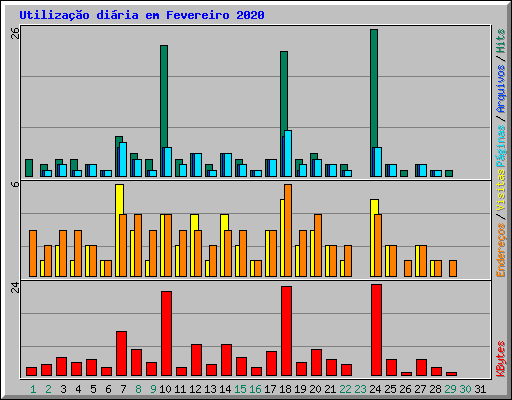 Utilização diária em Fevereiro 2020
26
6
24
Endereços / Visitas Páginas / Arquivos / Hits
KBytes
1 2 3 4 5 6 7 8 9 10 11 12 13 14 15 16 17 18 19 20 21 22 23 24 25 26 27 28 29 30 31